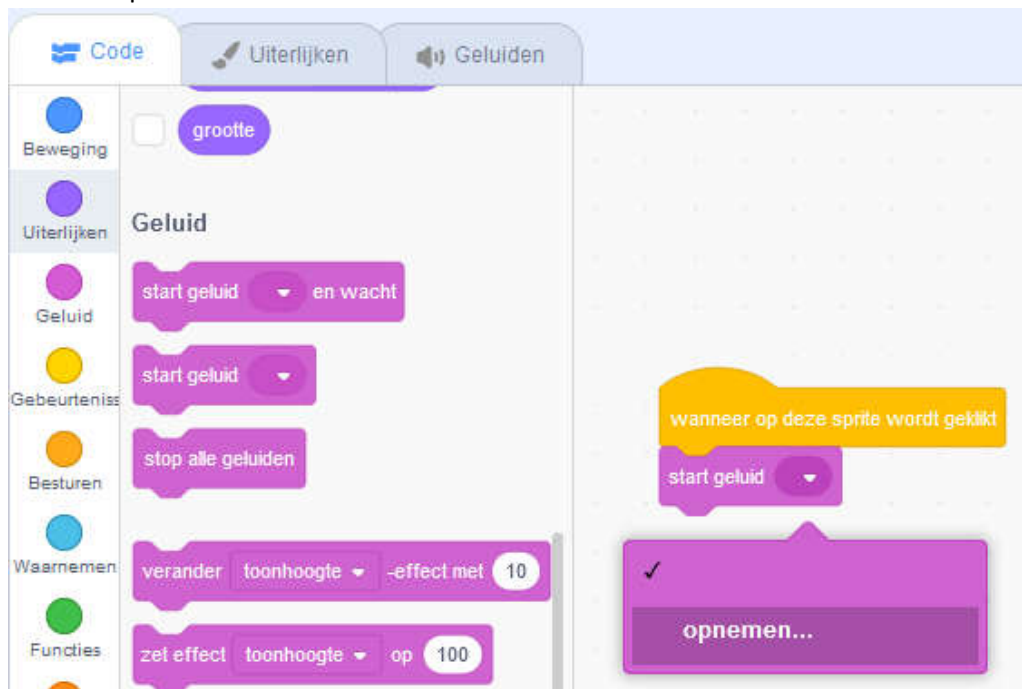 Code
Uiterlijken
Geluiden
Beweging
Uiterlijken
Geluid
Gebeurteniss
Besturen
Waarnemen
Functies
grootte
Geluid
start geluid en wacht
start geluid
stop alle geluiden
verander toonhoogte -effect met 10
zet effect toonhoogte op 100
wanneer op deze sprite wordt geklikt
start geluid
✓
opnemen...